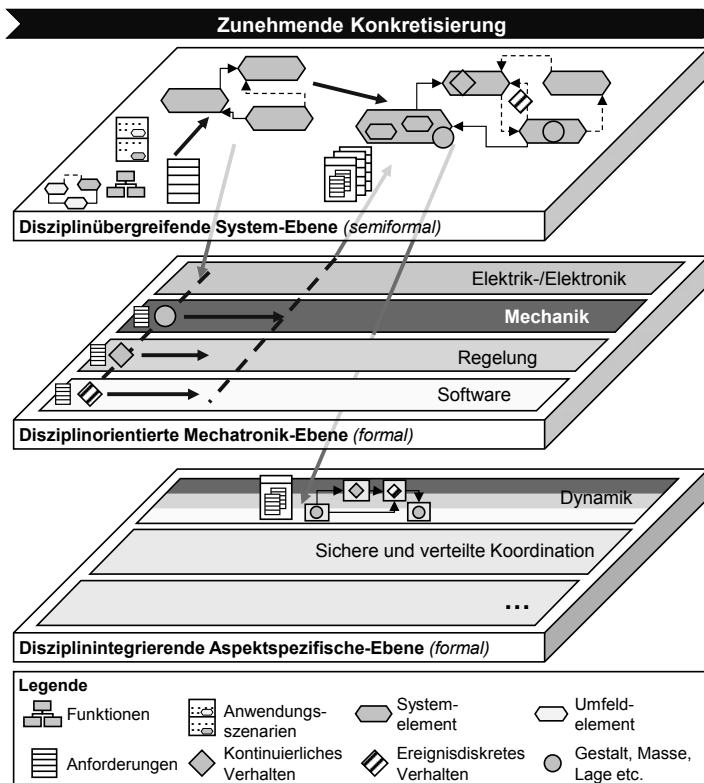 Zunehmende Konkretisierung
Disziplinübergreifende System-Ebene (semiformal)
Elektrik-/Elektronik
Mechanik
Regelung
Software
Disziplinorientierte Mechatronik-Ebene (formal)
Dynamik
Sichere und verteilte Koordination
...
Disziplinintegrierende Aspektspezifische-Ebene (formal)
Legende
Funktionen
Anwendungs-
szenarien
System-
element
Umfeld-
element
Anforderungen
Kontinuierliches
Verhalten
Ereignisdiskretes
Verhalten
Gestalt, Masse,
Lage etc.